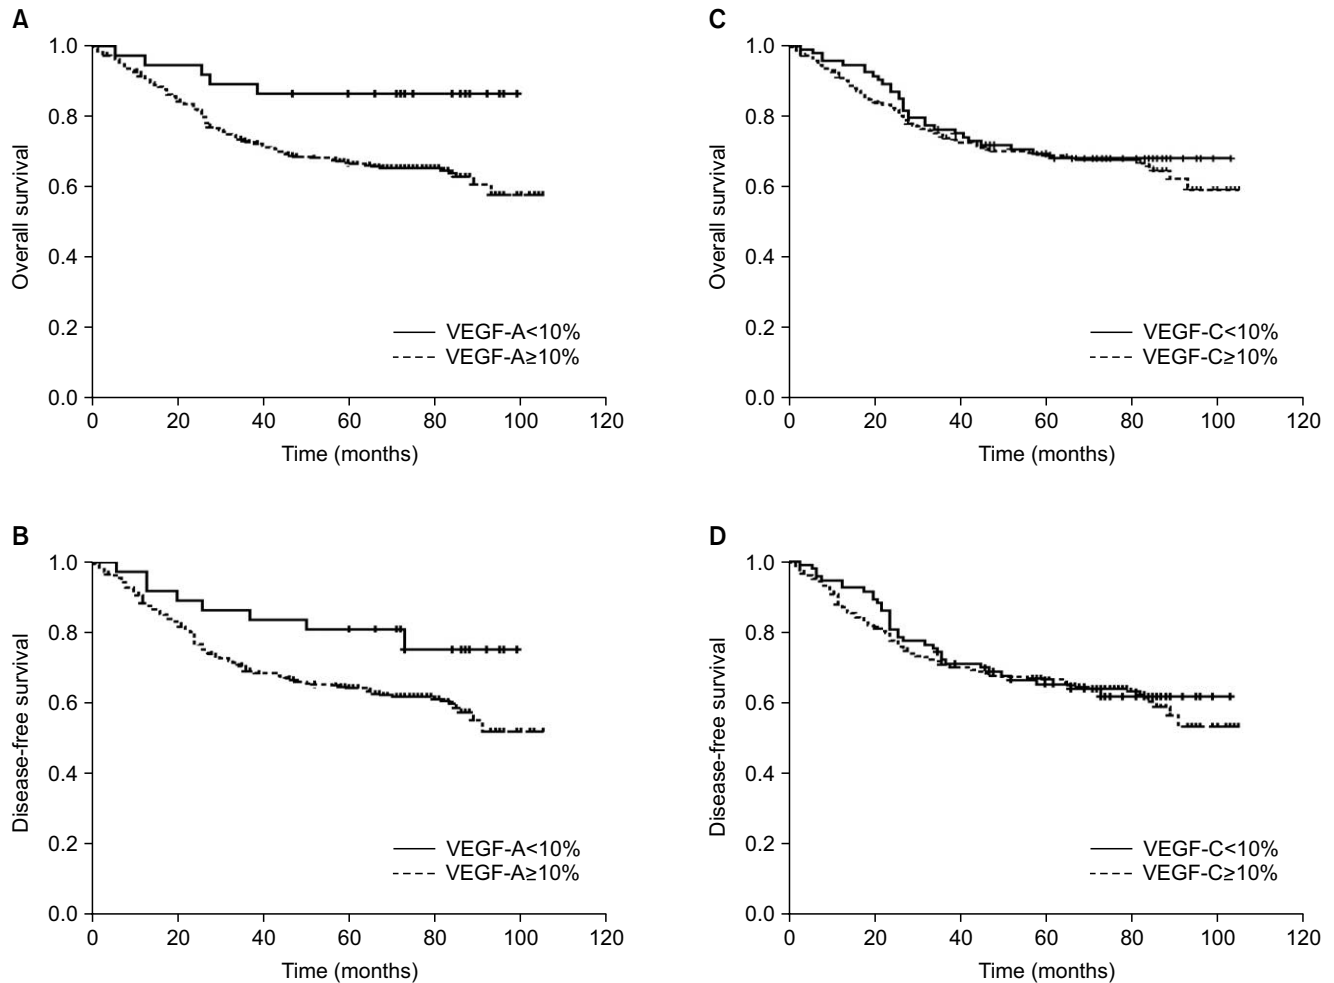 A
1.0
0.8
0.6
0.4
0.2
0.0
Overall survival
VEGF-A<10%
VEGF-A≥10%
0 20 40 60 80 100 120
Time (months)
C
1.0
0.8
0.6
0.4
0.2
0.0
Overall survival
VEGF-C<10%
VEGF-C≥10%
0 20 40 60 80 100 120
Time (months)
B
1.0
0.8
0.6
0.4
0.2
0.0
Disease-free survival
VEGF-A<10%
VEGF-A≥10%
0 20 40 60 80 100 120
Time (months)
D
1.0
0.8
0.6
0.4
0.2
0.0
Disease-free survival
VEGF-C<10%
VEGF-C≥10%
0 20 40 60 80 100 120
Time (months)